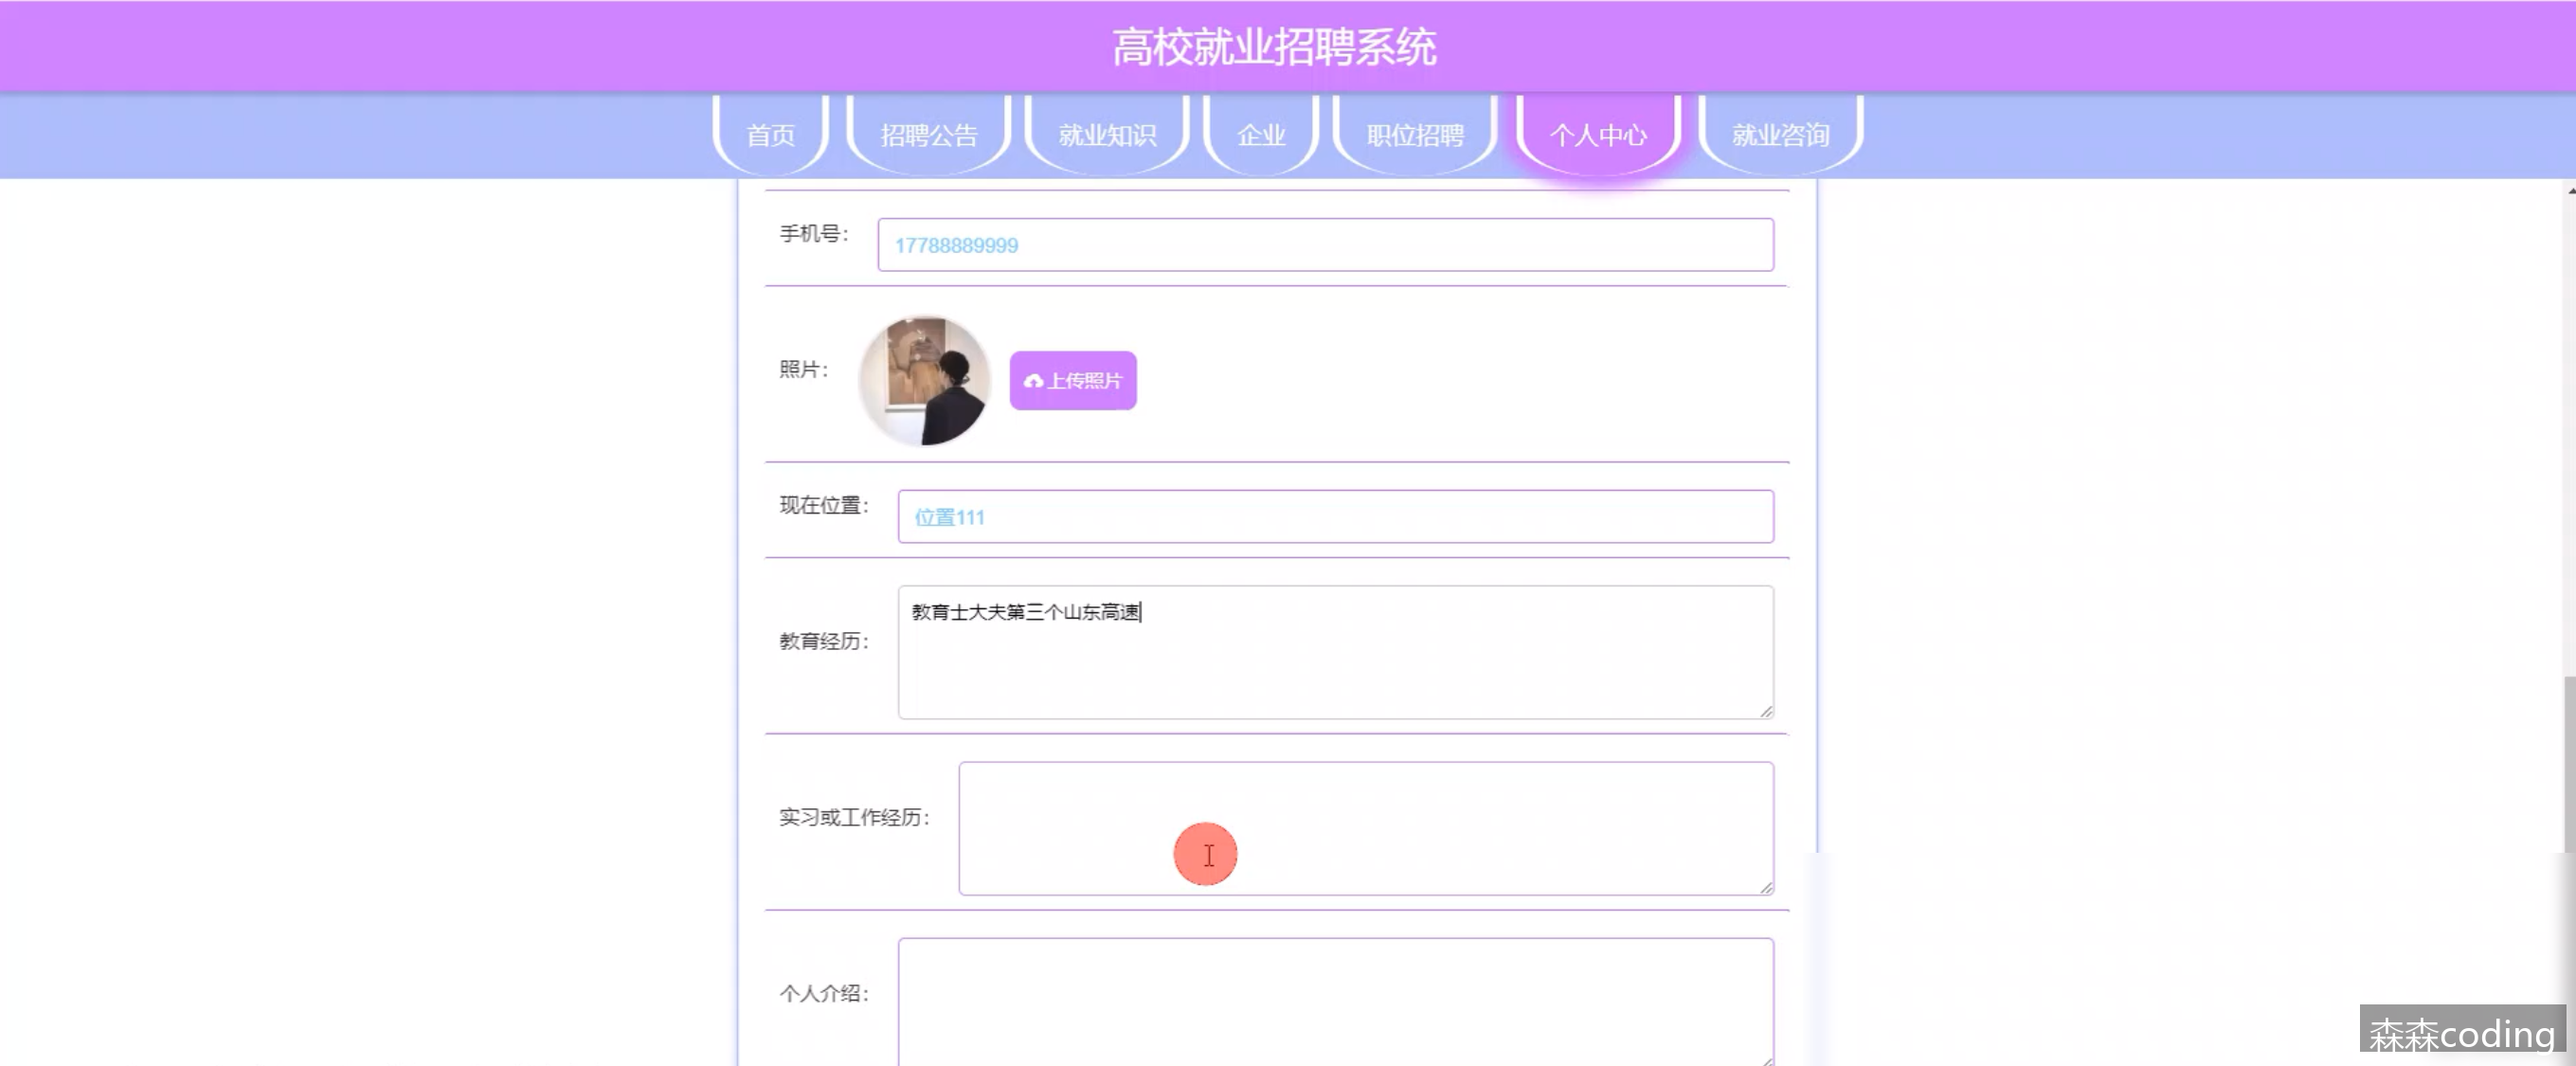 高校就业招聘系统
首页
招聘公告
就业知识
企业
职位招聘
个人中心
就业咨询
手机号：
17788889999
照片：
上传照片
现在位置：
位置111
教育经历：
教育士大夫第三个山东高速
实习或工作经历：
个人介绍：
森森coding